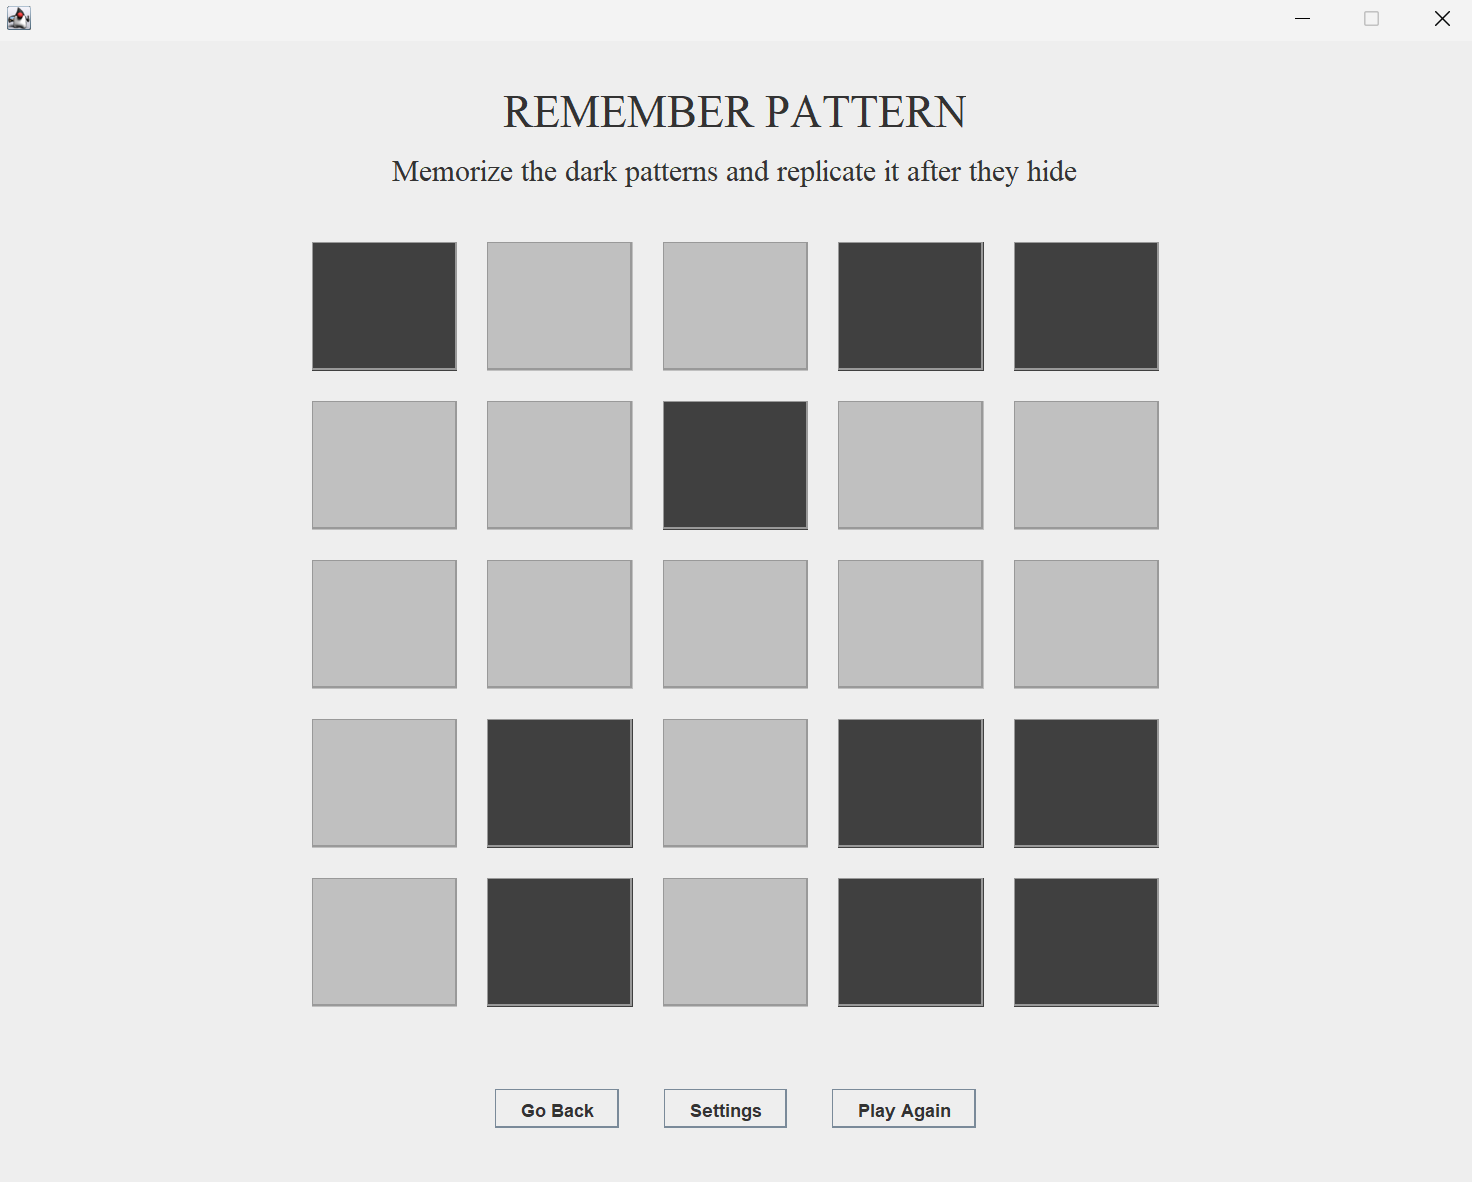 REMEMBER PATTERN
Memorize the dark patterns and replicate it after they hide
Go Back
Settings
Play Again